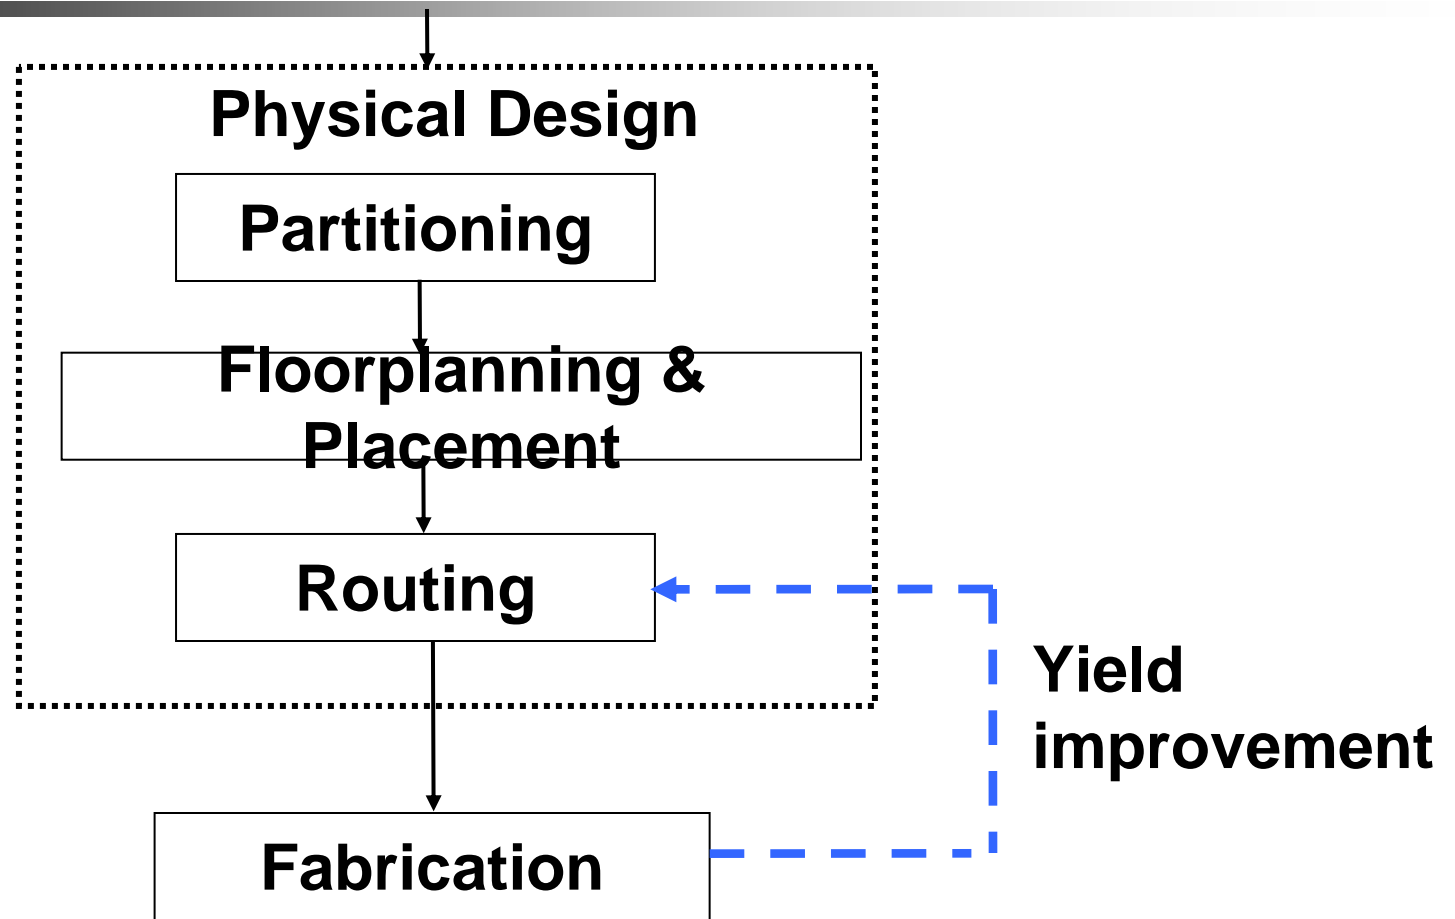 Physical Design
Partitioning
Floorplanning &
Placement
Routing
Yield
improvement
Fabrication